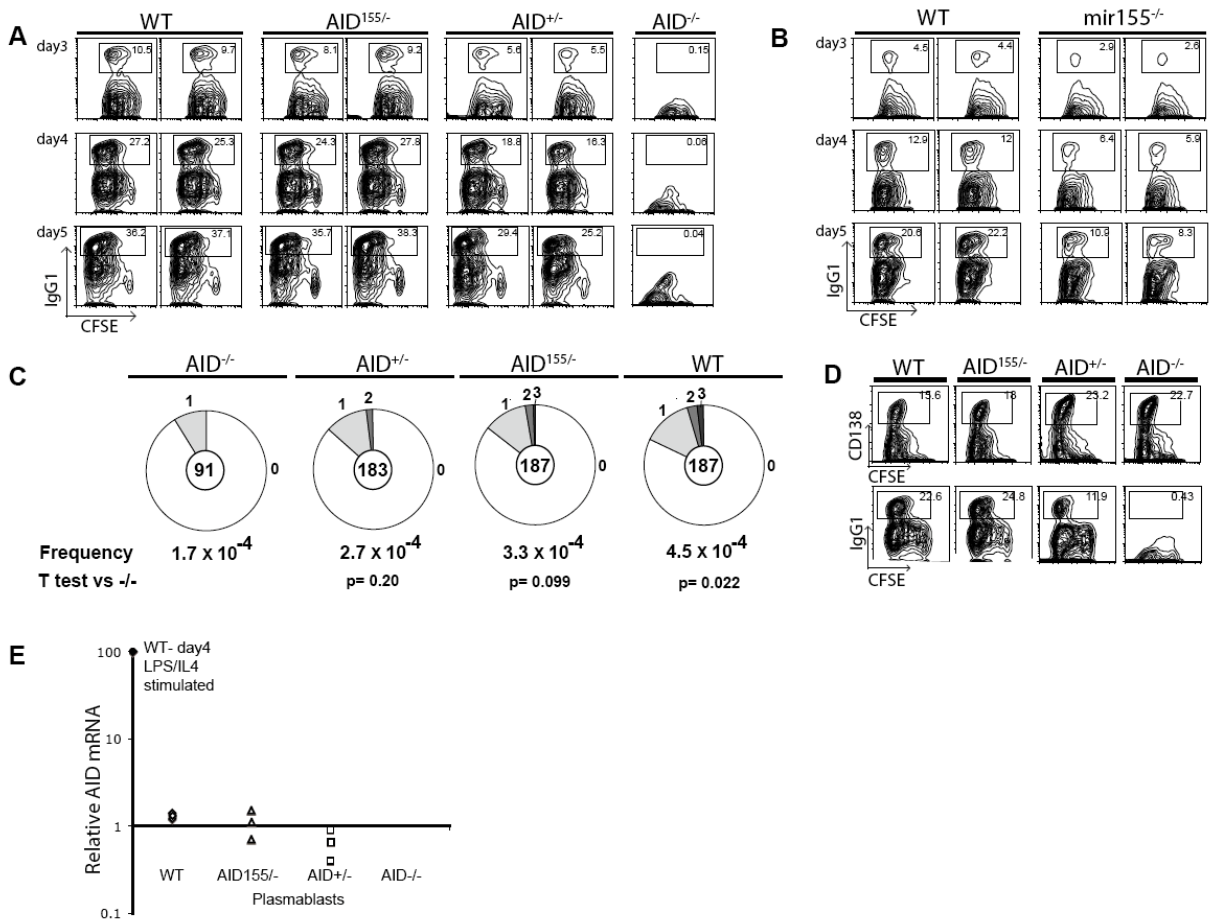 A
WT
AID155/-
AID+/-
AID-/-
day3
10.5
9.7
8.1
9.2
5.6
5.5
0.15
day4
27.2
25.3
24.3
27.8
18.8
16.3
0.06
day5
36.2
37.1
35.7
38.3
29.4
25.2
0.04
IgG1
CFSE
B
WT
mir155-/-
day3
4.5
4.4
2.9
2.6
day4
12.9
12
6.4
5.9
day5
20.6
22.2
10.9
8.3
IgG1
CFSE
C
AID-/-
AID+/-
AID155/-
WT
1
0
91
1
2
0
183
1
2
3
0
187
1
2
3
0
187
Frequency
1.7 x 10-4
2.7 x 10-4
3.3 x 10-4
4.5 x 10-4
T test vs -/-
p= 0.20
p= 0.099
p= 0.022
D
WT
AID155/-
AID+/-
AID-/-
15.6
18
23.2
22.7
CD138
CFSE
22.6
24.8
11.9
0.43
IgG1
CFSE
E
Relative AID mRNA
100
10
1
0.1
WT- day4
LPS/IL4
stimulated
WT
AID155/-
AID+/-
AID-/-
Plasmablasts